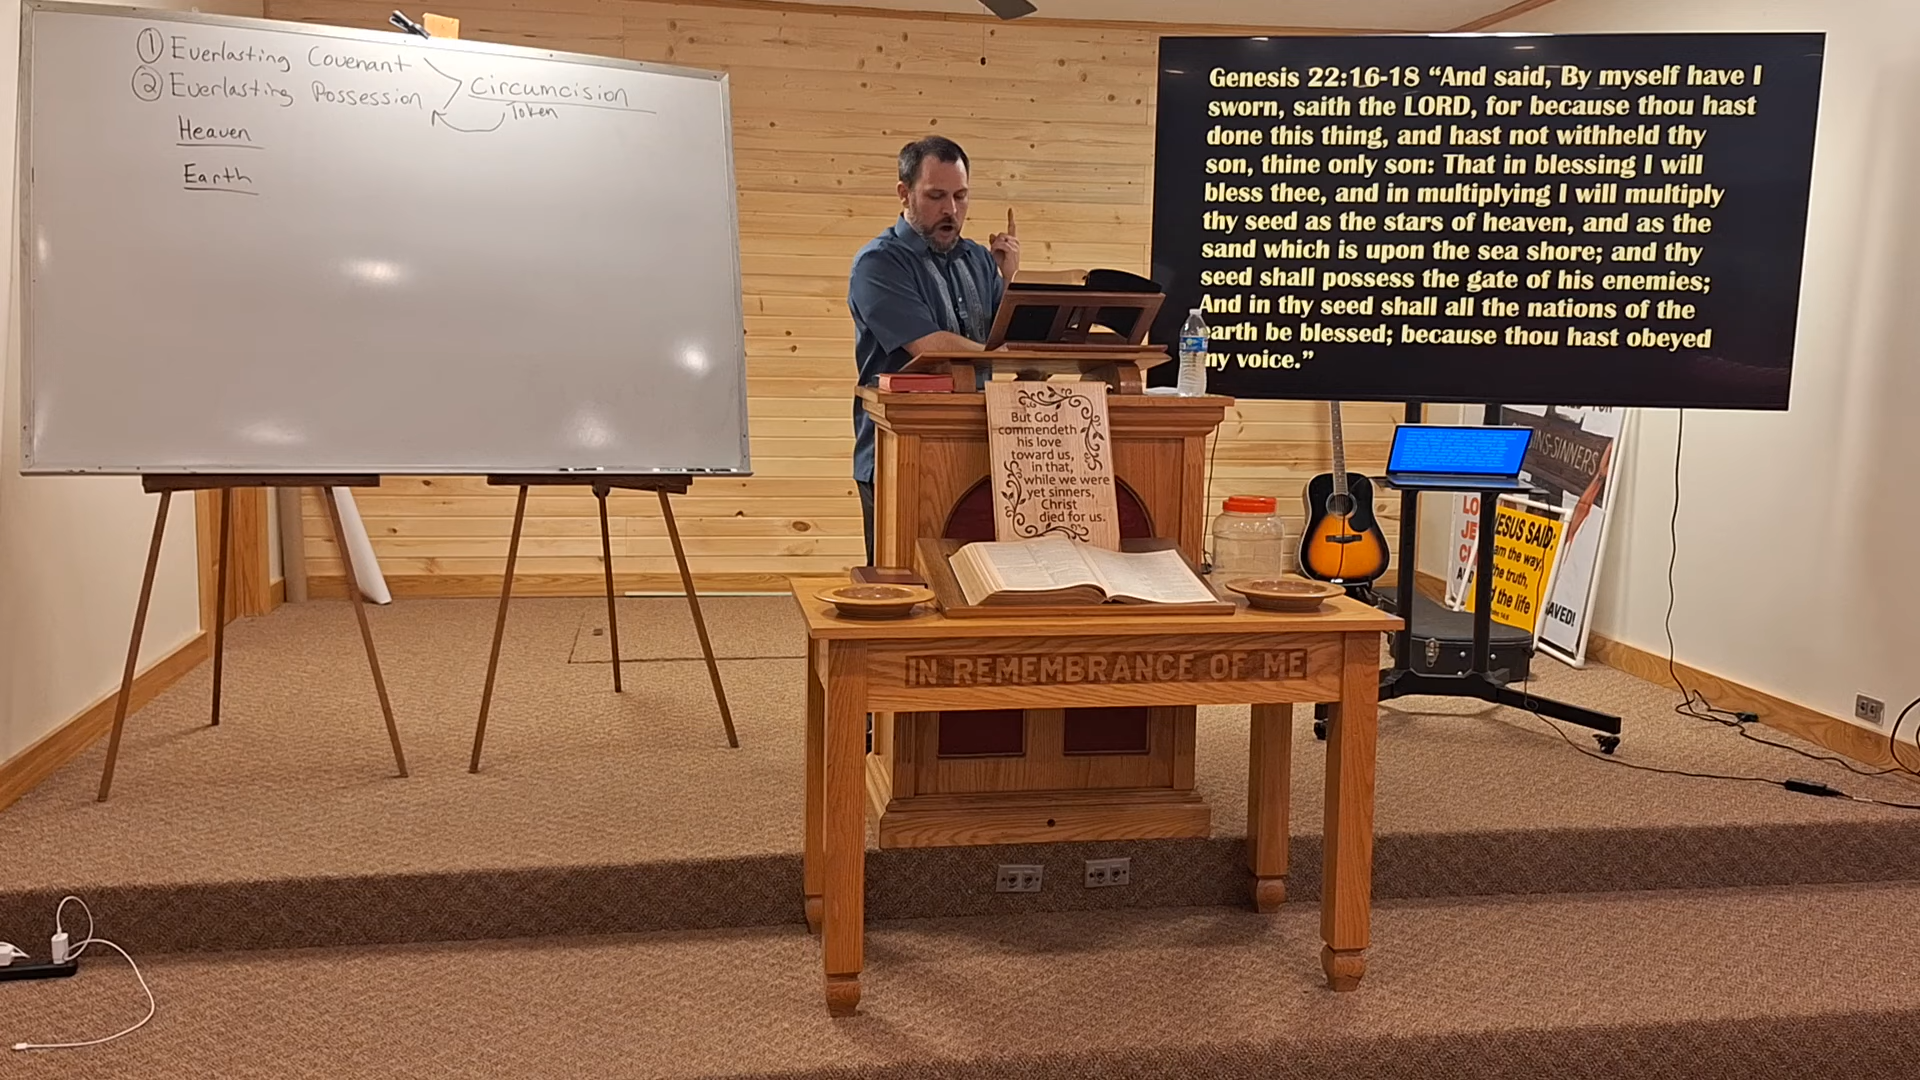 ① Everlasting Covenant
② Everlasting Possession
Circumcision
Token
Heaven
Earth
Genesis 22:16-18 “And said, By myself have I
sworn, saith the LORD, for because thou hast
done this thing, and hast not withheld thy
son, thine only son: That in blessing I will
bless thee, and in multiplying I will multiply
thy seed as the stars of heaven, and as the
sand which is upon the sea shore; and thy
seed shall possess the gate of his enemies;
And in thy seed shall all the nations of the
earth be blessed; because thou hast obeyed
my voice.”
But God
commendeth
his love
toward us,
in that,
while we were
yet sinners,
Christ
died for us.
IN REMEMBRANCE OF ME
SINNERS
JESUS SAID:
am the way,
the truth,
d the life
AVED!